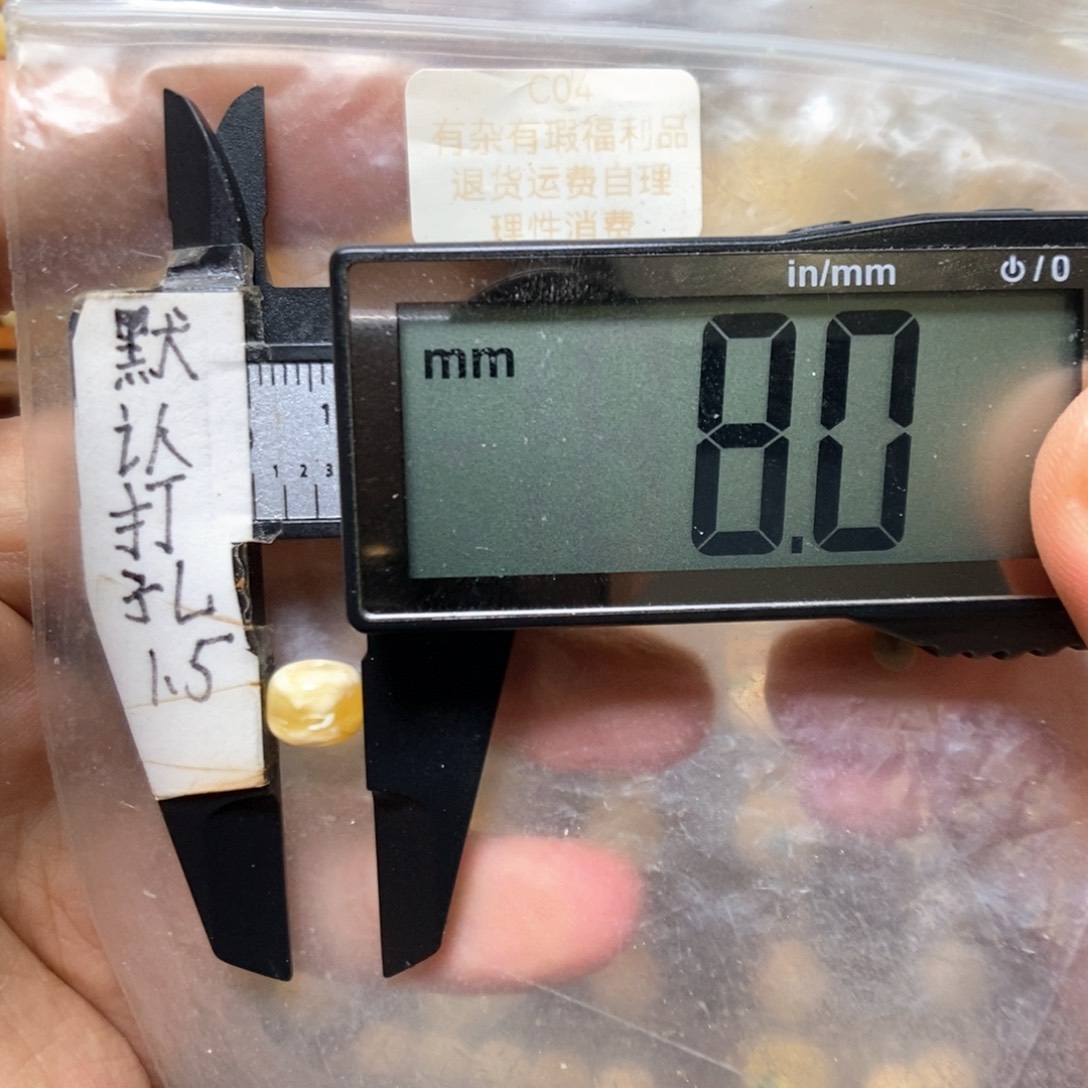 C04
有杂有瑕福利品
退货运费自理
理性消费
in/mm
⏻/0
mm
8.0
默
认
打
孔
1.5
1
1 2 3